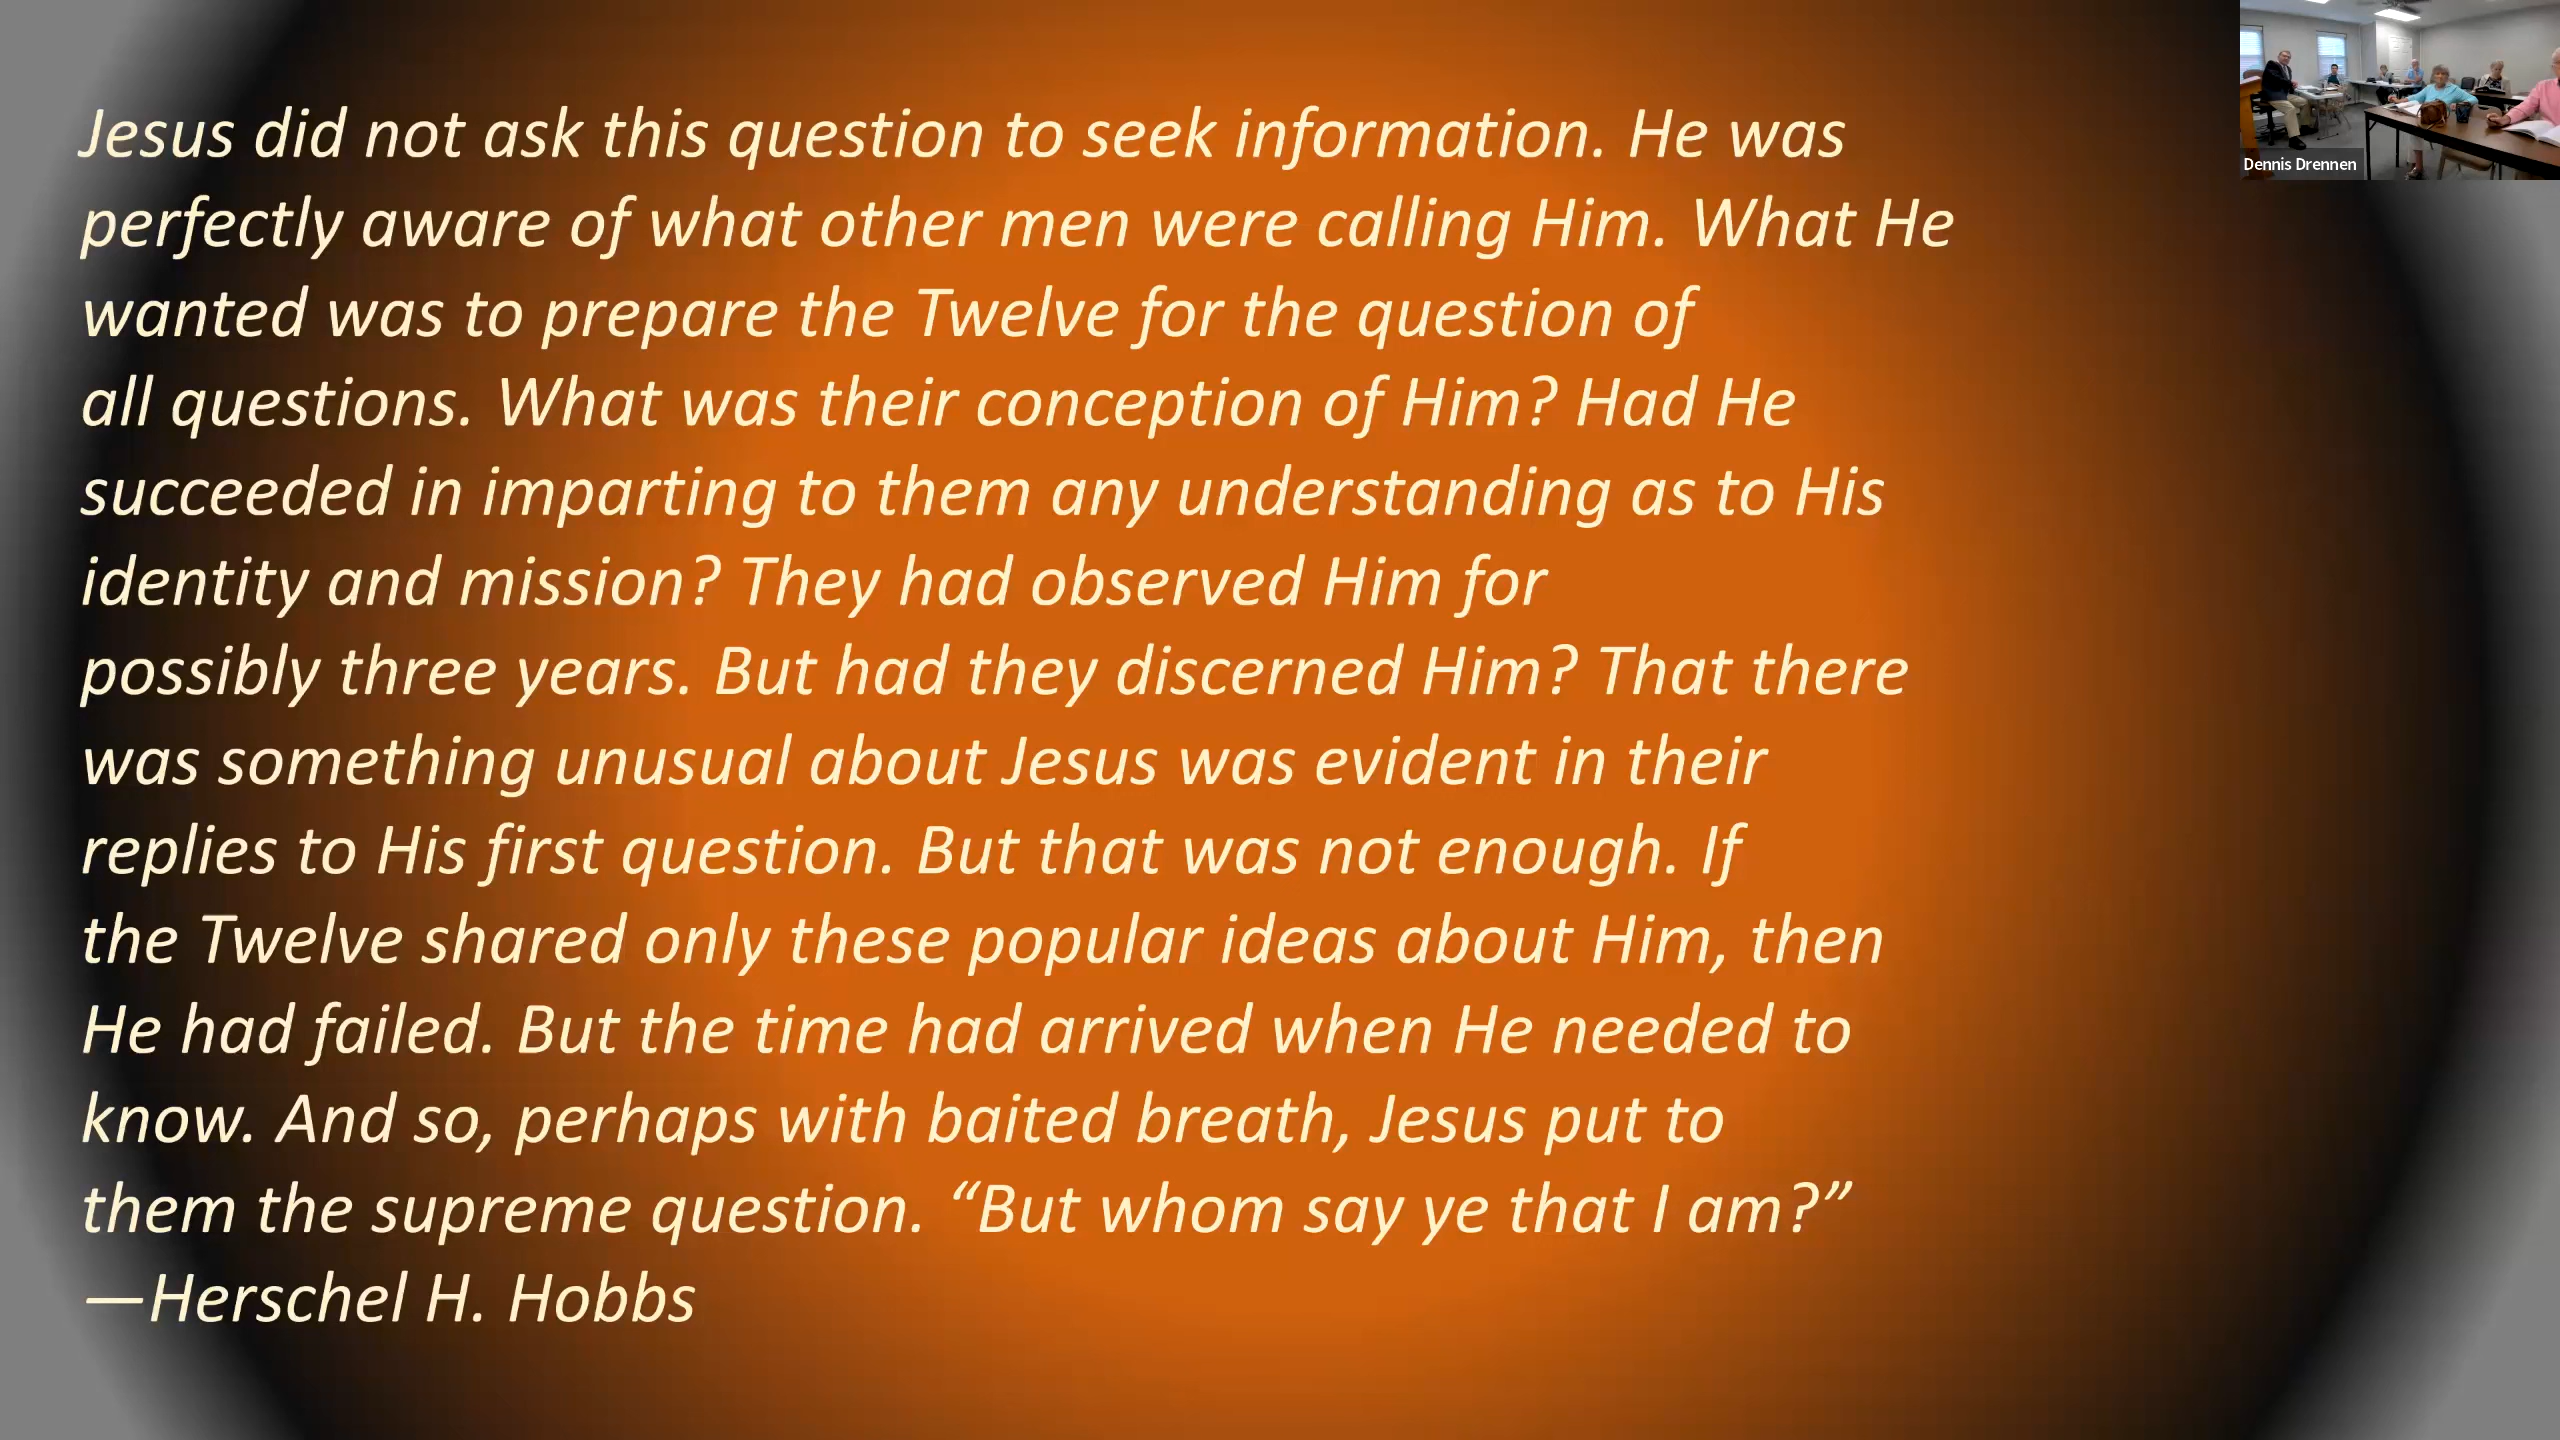 Jesus did not ask this question to seek information. He was
perfectly aware of what other men were calling Him. What He
wanted was to prepare the Twelve for the question of
all questions. What was their conception of Him? Had He
succeeded in imparting to them any understanding as to His
identity and mission? They had observed Him for
possibly three years. But had they discerned Him? That there
was something unusual about Jesus was evident in their
replies to His first question. But that was not enough. If
the Twelve shared only these popular ideas about Him, then
He had failed. But the time had arrived when He needed to
know. And so, perhaps with baited breath, Jesus put to
them the supreme question. “But whom say ye that I am?”
—Herschel H. Hobbs
Dennis Drennen